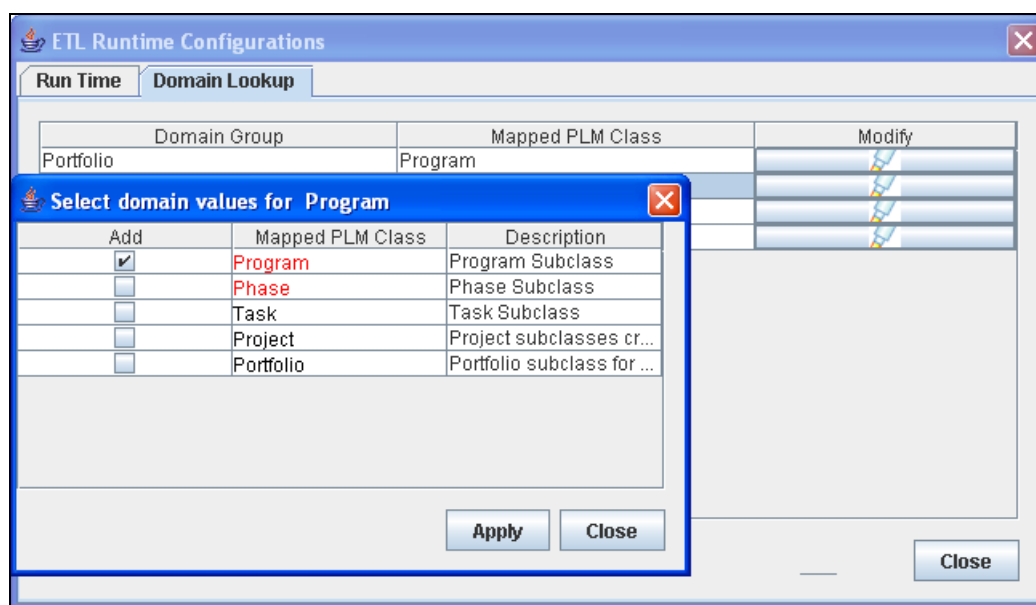 ETL Runtime Configurations
Run Time Domain Lookup
Domain Group Mapped PLM Class Modify
Portfolio Program
Select domain values for Program
Add Mapped PLM Class Description
Program Program Subclass
Phase Phase Subclass
Task Task Subclass
Project Project subclasses cr...
Portfolio Portfolio subclass for ...
Apply Close
Close